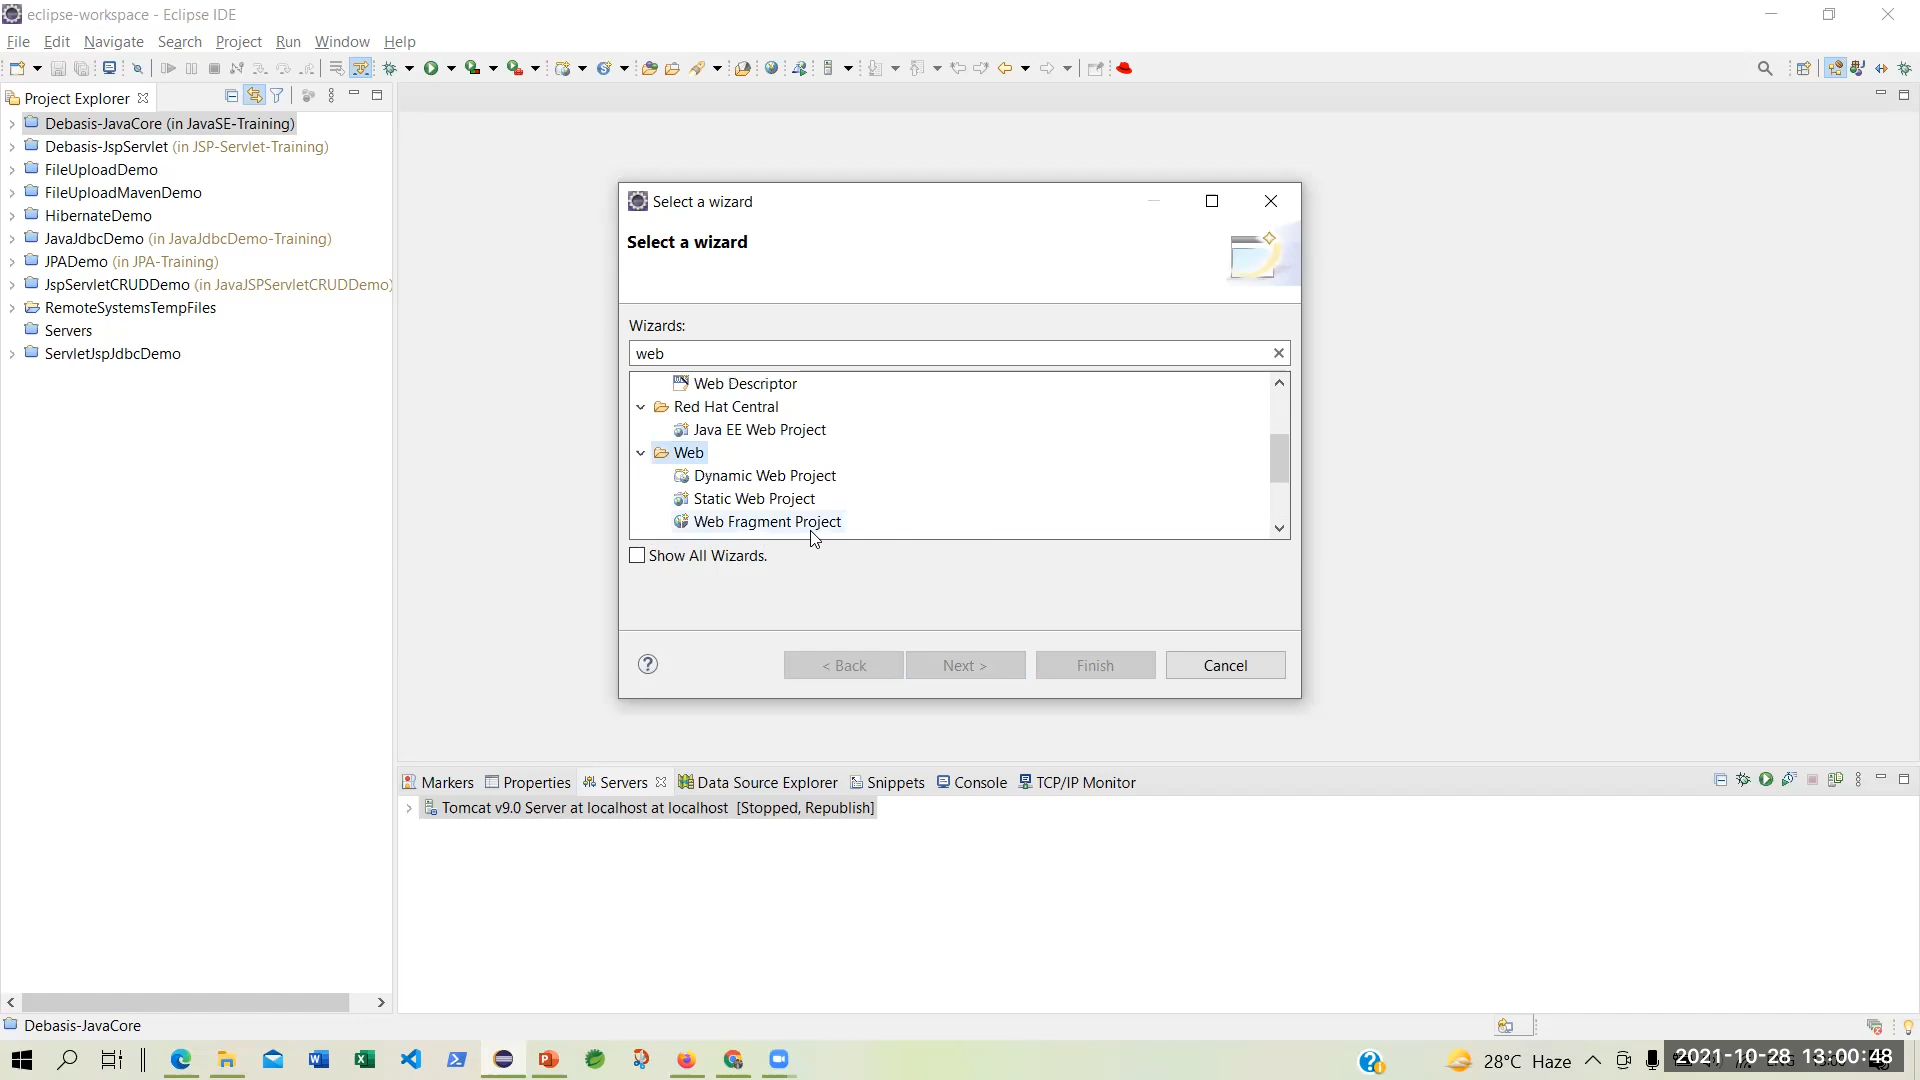 eclipse-workspace - Eclipse IDE
File Edit Navigate Search Project Run Window Help
Project Explorer
Debasis-JavaCore (in JavaSE-Training)
Debasis-JspServlet (in JSP-Servlet-Training)
FileUploadDemo
FileUploadMavenDemo
HibernateDemo
JavaJdbcDemo (in JavaJdbcDemo-Training)
JPADemo (in JPA-Training)
JspServletCRUDDemo (in JavaJSPServletCRUDDemo)
RemoteSystemsTempFiles
Servers
ServletJspJdbcDemo
Select a wizard
Select a wizard
Wizards:
web
Web Descriptor
Red Hat Central
Java EE Web Project
Web
Dynamic Web Project
Static Web Project
Web Fragment Project
Show All Wizards.
< Back Next > Finish Cancel
Markers Properties Servers Data Source Explorer Snippets Console TCP/IP Monitor
Tomcat v9.0 Server at localhost at localhost [Stopped, Republish]
Debasis-JavaCore
28°C Haze
2021-10-28 13:00:48